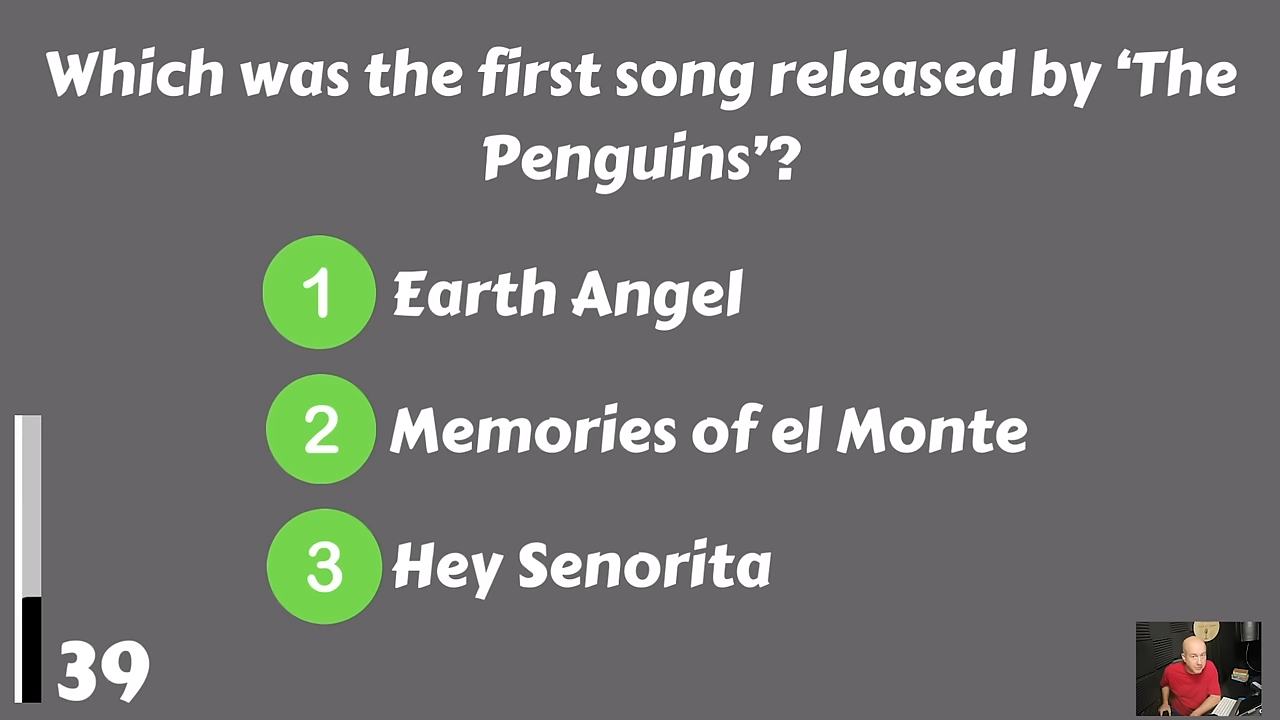 Which was the first song released by ‘The
Penguins’?
1 Earth Angel
2 Memories of el Monte
3 Hey Senorita
39